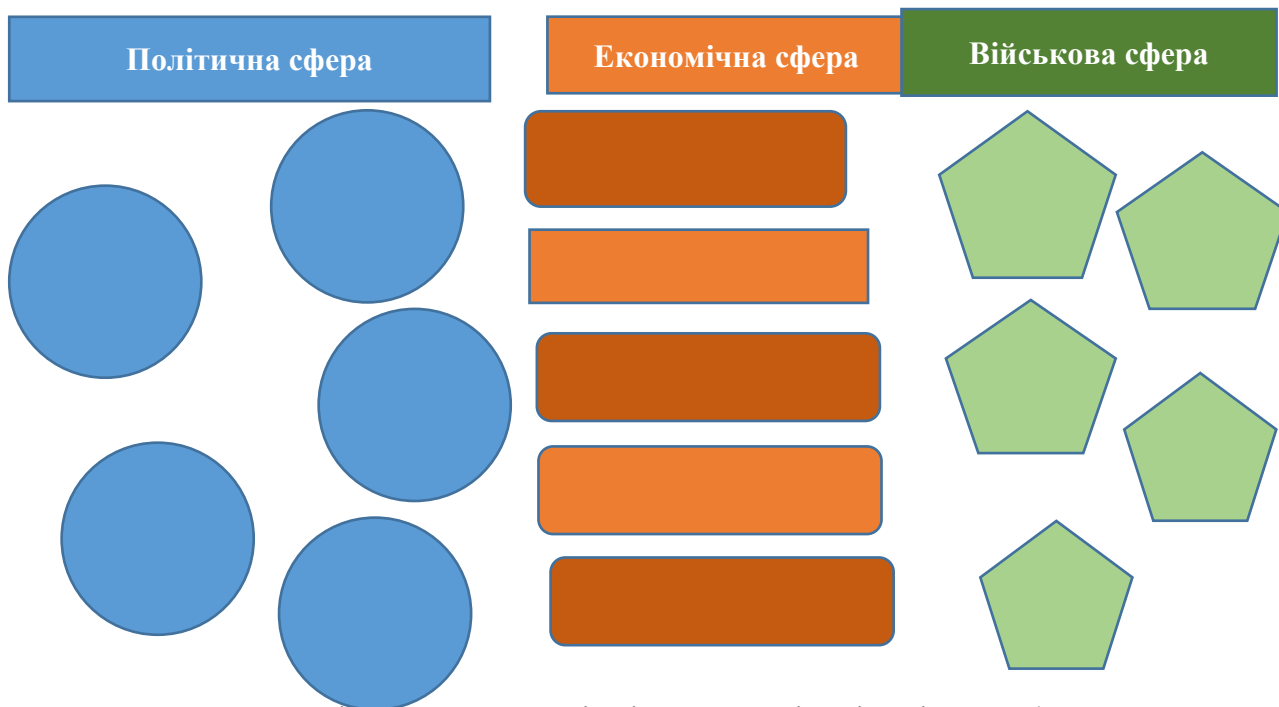 Політична сфера
Економічна сфера
Військова сфера